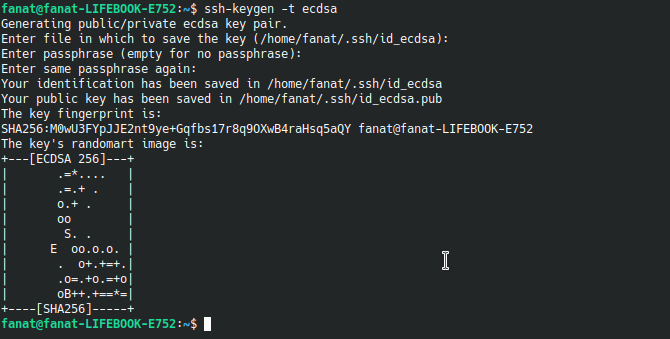 fanat@fanat-LIFEBOOK-E752:~$ ssh-keygen -t ecdsa
Generating public/private ecdsa key pair.
Enter file in which to save the key (/home/fanat/.ssh/id_ecdsa):
Enter passphrase (empty for no passphrase):
Enter same passphrase again:
Your identification has been saved in /home/fanat/.ssh/id_ecdsa
Your public key has been saved in /home/fanat/.ssh/id_ecdsa.pub
The key fingerprint is:
SHA256:M0wU3FYpJJE2nt9ye+Gqfbs17r8q9OXwB4raHsq5aQY fanat@fanat-LIFEBOOK-E752
The key's randomart image is:
+---[ECDSA 256]---+
|       .=*....   |
|       .=.+ .    |
|       o.+ .     |
|       oo        |
|        S. .     |
|      E  oo.o.o. |
|       .  o+.+=+.|
|       .o=.+o.=+o|
|       oB++.+==*=|
+----[SHA256]-----+
fanat@fanat-LIFEBOOK-E752:~$